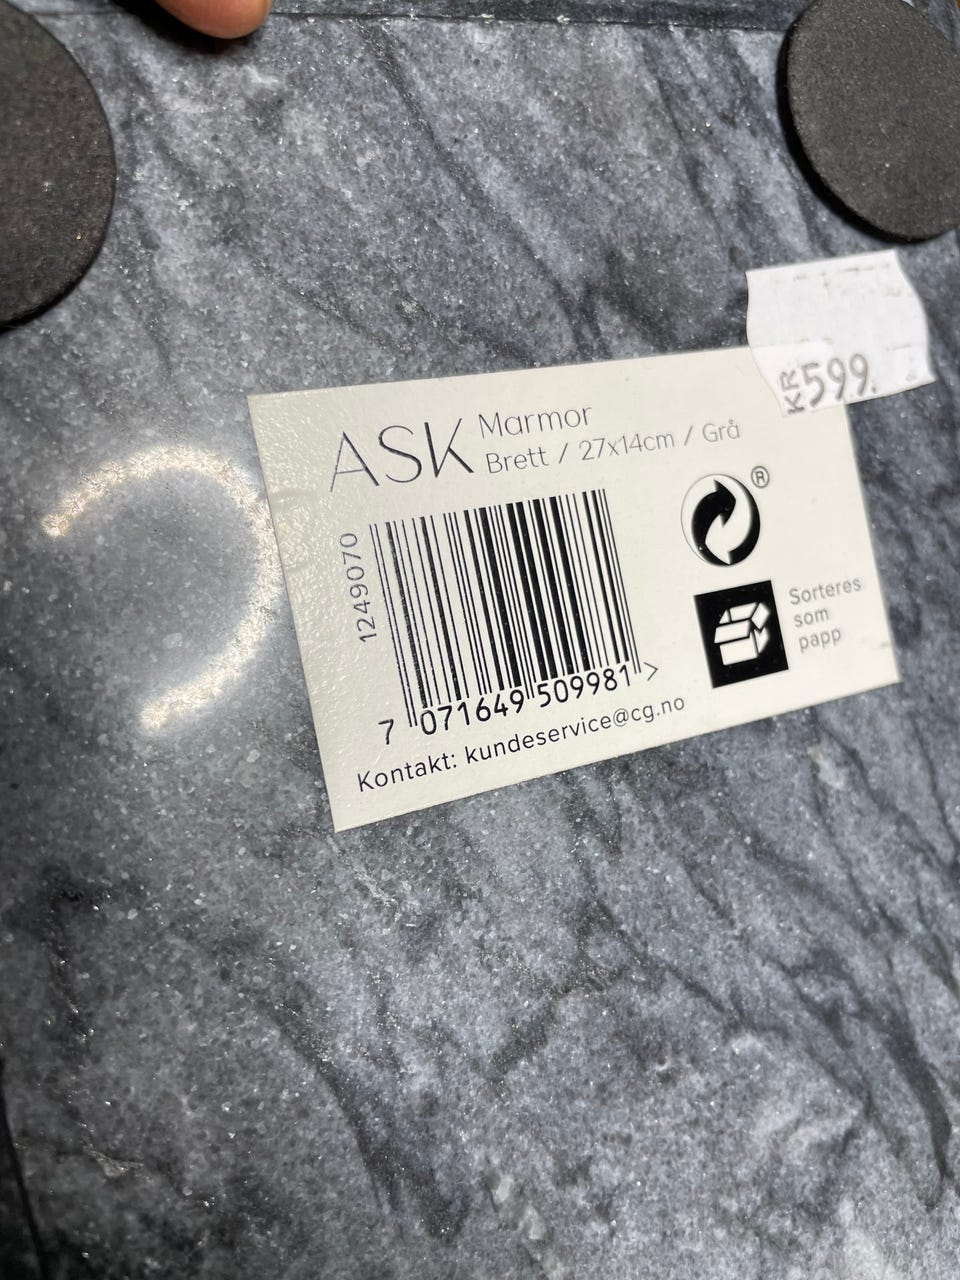 KR 599.
ASK Marmor
Brett / 27x14cm / Grå
1249070
®
Sorteres
som
papp
7 071649 509981 >
Kontakt: kundeservice@cg.no